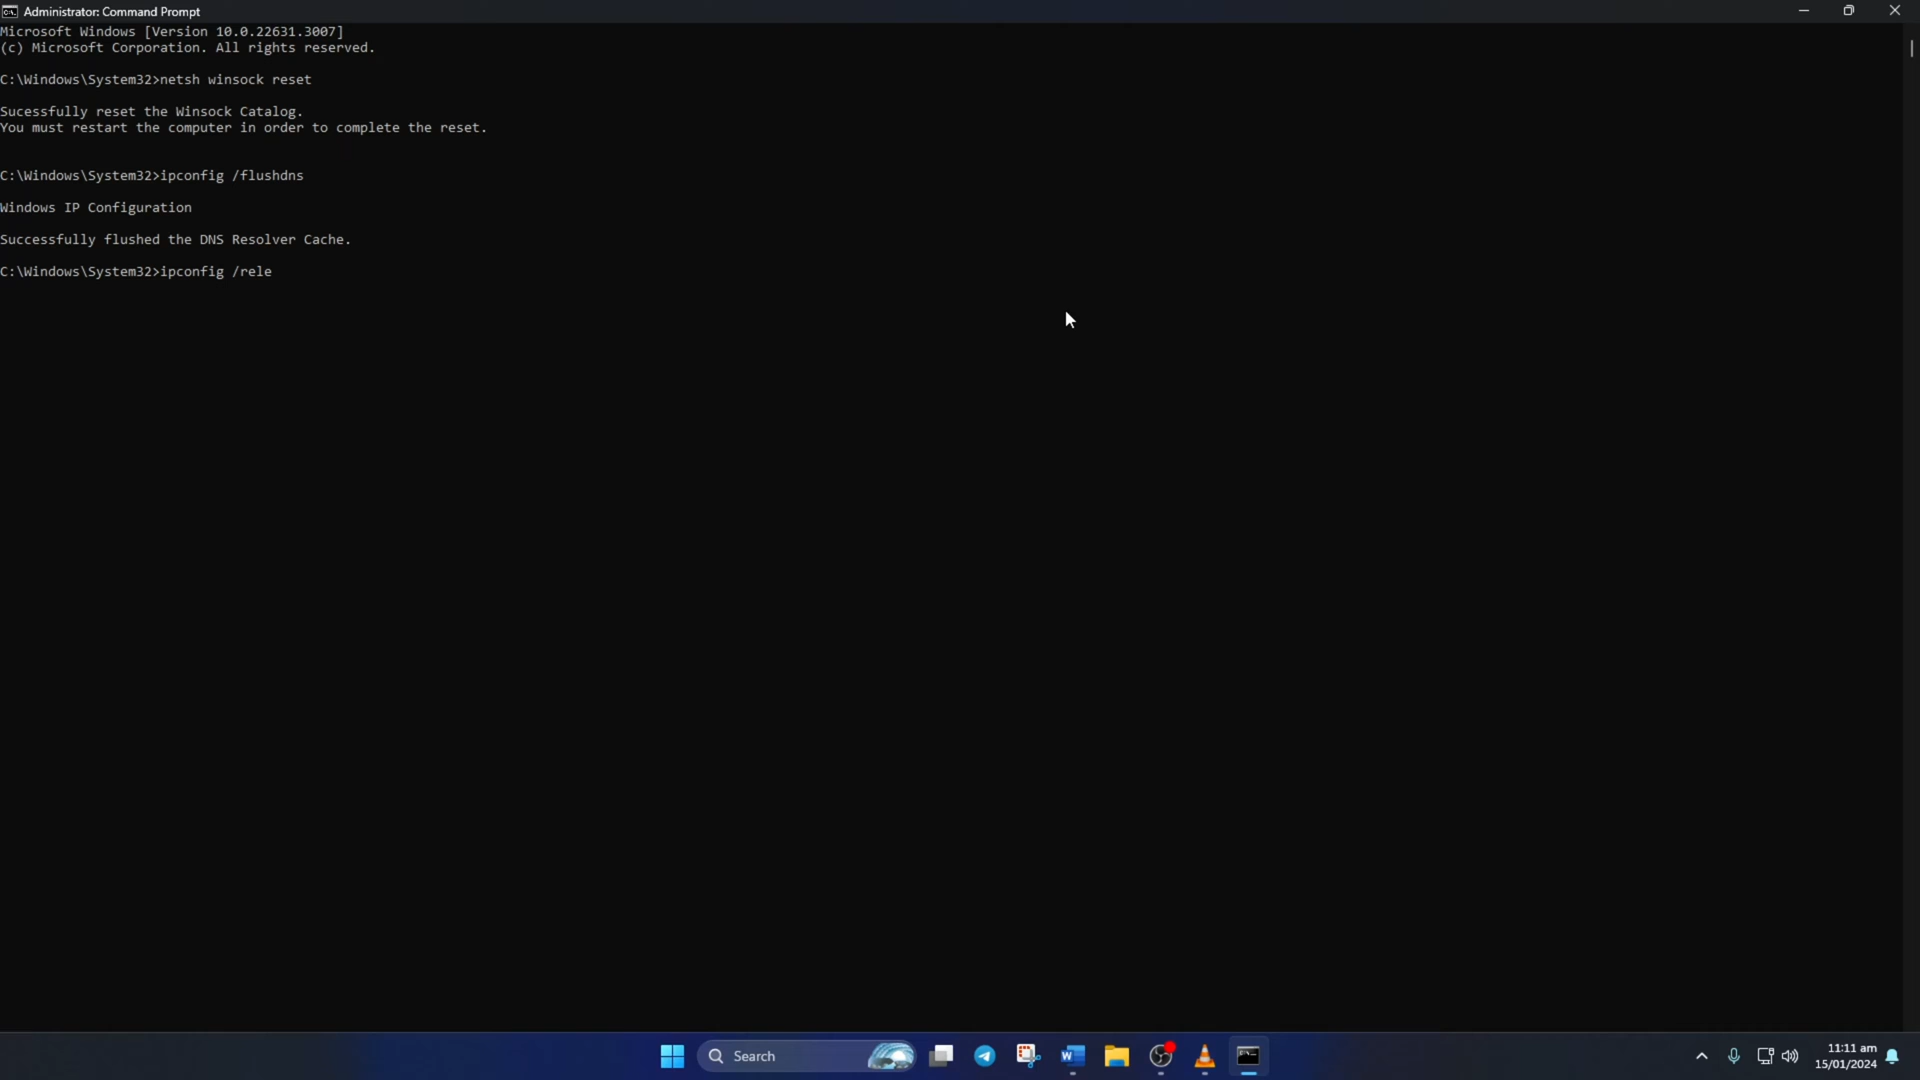 Administrator: Command Prompt
Microsoft Windows [Version 10.0.22631.3007]
(c) Microsoft Corporation. All rights reserved.
C:\Windows\System32>netsh winsock reset
Sucessfully reset the Winsock Catalog.
You must restart the computer in order to complete the reset.
C:\Windows\System32>ipconfig /flushdns
Windows IP Configuration
Successfully flushed the DNS Resolver Cache.
C:\Windows\System32>ipconfig /rele
Search
11:11 am
15/01/2024